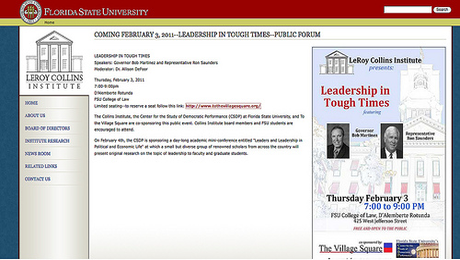 FLORIDA STATE UNIVERSITY
Search
Home
COMING FEBRUARY 3, 2011--LEADERSHIP IN TOUGH TIMES--PUBLIC FORUM
LEROY COLLINS
INSTITUTE
HOME
ABOUT US
BOARD OF DIRECTORS
INSTITUTE RESEARCH
NEWS ROOM
RELATED LINKS
CONTACT US
LEADERSHIP IN TOUGH TIMES
Speakers: Governor Bob Martinez and Representative Ron Saunders
Moderator: Dr. Allison DeFoor
Thursday, February 3, 2011
7:00-9:00pm
D'Alemberte Rotunda
FSU College of Law
Limited seating--to reserve a seat follow this link: http://www.tothevillagesquare.org/
The Collins Institute, the Center for the Study of Democratic Performance (CSDP) at Florida State University, and To
the Village Square are co-sponsoring this public event. Collins Institute board members and FSU students are
encouraged to attend.
On February 4th, the CSDP is sponsoring a day-long academic mini-conference entitled "Leaders and Leadership in
Political and Economic Life" at which a small but diverse group of renowned scholars from across the country will
present original research on the topic of leadership to faculty and graduate students.
LeRoy Collins Institute
presents:
Leadership in
Tough Times
featuring
Governor
Bob Martinez
Representative
Ron Saunders
Thursday February 3
7:00 to 9:00 PM
FSU College of Law, D'Alemberte Rotunda
425 West Jefferson Street
FREE AND OPEN TO THE PUBLIC
co-sponsored by
The Village Square
Florida State University's